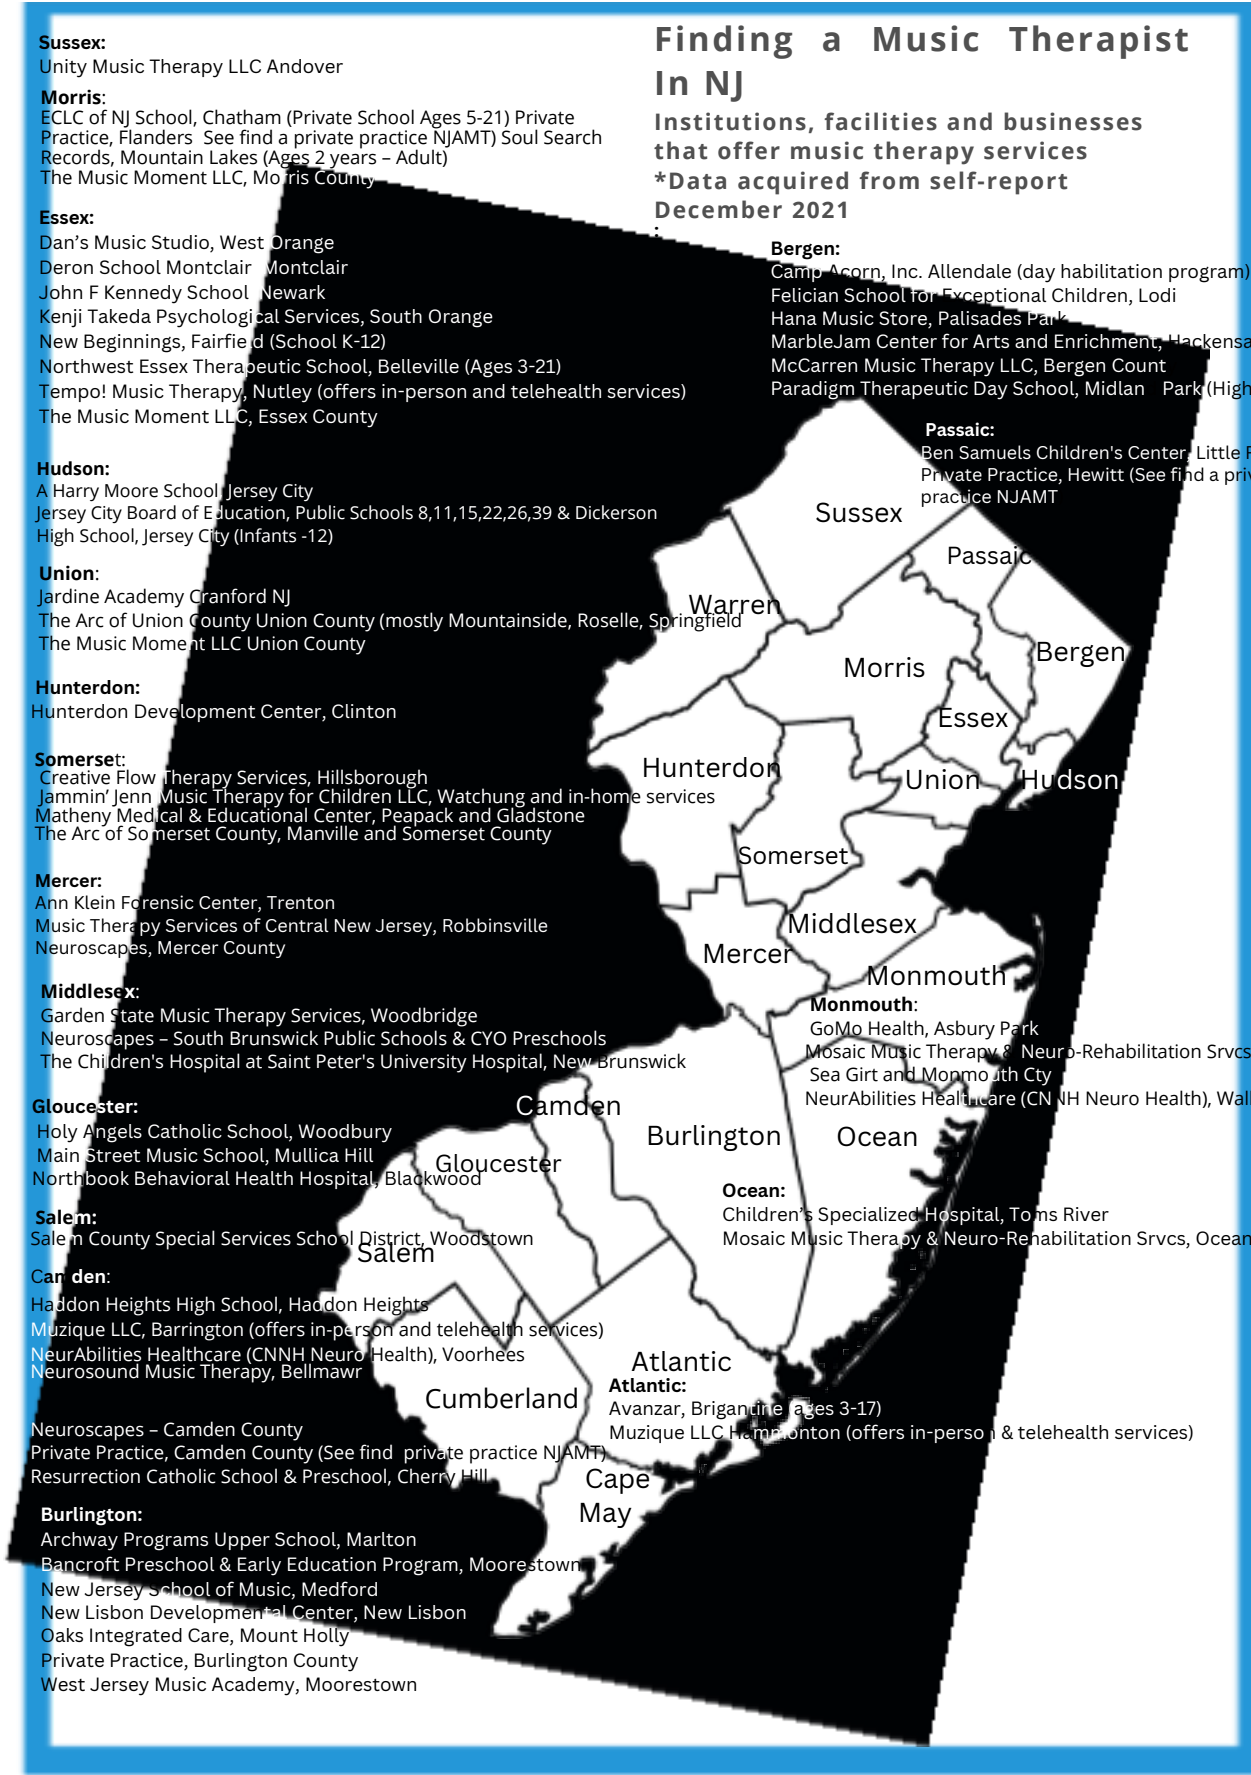 Finding a Music Therapist
In NJ
Institutions, facilities and businesses
that offer music therapy services
*Data acquired from self-report
December 2021
:
Sussex:
Unity Music Therapy LLC Andover
Morris:
ECLC of NJ School, Chatham (Private School Ages 5-21) Private
Practice, Flanders See find a private practice NJAMT) Soul Search
Records, Mountain Lakes (Ages 2 years – Adult)
The Music Moment LLC, Morris County
Essex:
Dan's Music Studio, West Orange
Deron School Montclair Montclair
John F Kennedy School Newark
Kenji Takeda Psychological Services, South Orange
New Beginnings, Fairfield (School K-12)
Northwest Essex Therapeutic School, Belleville (Ages 3-21)
Tempo! Music Therapy, Nutley (offers in-person and telehealth services)
The Music Moment LLC, Essex County
Hudson:
A Harry Moore School Jersey City
Jersey City Board of Education, Public Schools 8,11,15,22,26,39 & Dickerson
High School, Jersey City (Infants -12)
Union:
Jardine Academy Cranford NJ
The Arc of Union County Union County (mostly Mountainside, Roselle, Springfield
The Music Moment LLC Union County
Hunterdon:
Hunterdon Development Center, Clinton
Somerset:
Creative Flow Therapy Services, Hillsborough
Jammin' Jenn Music Therapy for Children LLC, Watchung and in-home services
Matheny Medical & Educational Center, Peapack and Gladstone
The Arc of Somerset County, Manville and Somerset County
Mercer:
Ann Klein Forensic Center, Trenton
Music Therapy Services of Central New Jersey, Robbinsville
Neuroscapes, Mercer County
Middlesex:
Garden State Music Therapy Services, Woodbridge
Neuroscapes – South Brunswick Public Schools & CYO Preschools
The Children's Hospital at Saint Peter's University Hospital, New Brunswick
Gloucester:
Holy Angels Catholic School, Woodbury
Main Street Music School, Mullica Hill
Northbook Behavioral Health Hospital, Blackwood
Salem:
Salem County Special Services School District, Woodstown
Camden:
Haddon Heights High School, Haddon Heights
Muzique LLC, Barrington (offers in-person and telehealth services)
NeurAbilities Healthcare (CNNH Neuro Health), Voorhees
Neurosound Music Therapy, Bellmawr
Neuroscapes – Camden County
Private Practice, Camden County (See find private practice NJAMT)
Resurrection Catholic School & Preschool, Cherry Hill
Burlington:
Archway Programs Upper School, Marlton
Bancroft Preschool & Early Education Program, Moorestown
New Jersey School of Music, Medford
New Lisbon Developmental Center, New Lisbon
Oaks Integrated Care, Mount Holly
Private Practice, Burlington County
West Jersey Music Academy, Moorestown
Bergen:
Camp Acorn, Inc. Allendale (day habilitation program)
Felician School for Exceptional Children, Lodi
Hana Music Store, Palisades Park
MarbleJam Center for Arts and Enrichment, Hackensa
McCarren Music Therapy LLC, Bergen Count
Paradigm Therapeutic Day School, Midlan Park (High
Passaic:
Ben Samuels Children's Center, Little
Private Practice, Hewitt (See find a priv
practice NJAMT
Sussex
Passaic
Warren
Bergen
Morris
Essex
Hunterdon
Union
Hudson
Somerset
Middlesex
Mercer
Monmouth
Monmouth:
GoMo Health, Asbury Park
Mosaic Music Therapy & Neuro-Rehabilitation Srvcs
Sea Girt and Monmouth Cty
NeurAbilities Healthcare (CNNH Neuro Health), Wall
Camden
Burlington
Ocean
Gloucester
Ocean:
Children's Specialized Hospital, Toms River
Mosaic Music Therapy & Neuro-Rehabilitation Srvcs, Ocean
Salem
Atlantic
Atlantic:
Avanzar, Brigantine (ages 3-17)
Muzique LLC Hammonton (offers in-person & telehealth services)
Cumberland
Cape
May